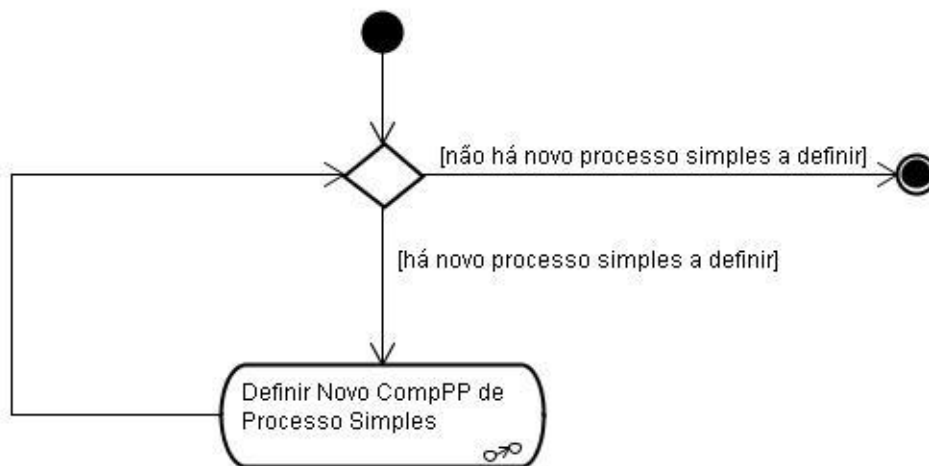 [não há novo processo simples a definir]
[há novo processo simples a definir]
Definir Novo CompPP de
Processo Simples